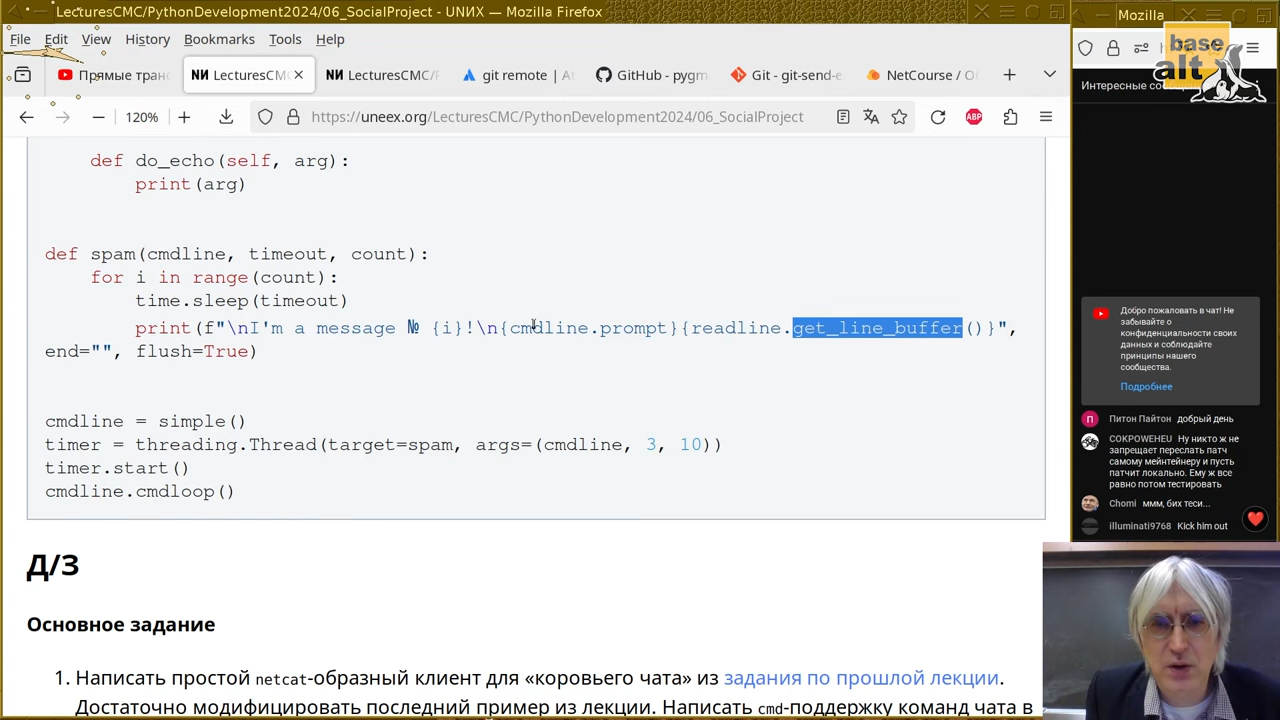 LecturesCMC/PythonDevelopment2024/06_SocialProject - UNИX — Mozilla Firefox
Mozilla
File Edit View History Bookmarks Tools Help
base
alt
Прямые тран
LecturesCMC
LecturesCMC/P
git remote | At
GitHub - pygm
Git - git-send-e
NetCourse / О
Интересные со
120%
https://uneex.org/LecturesCMC/PythonDevelopment2024/06_SocialProject
ABP
def do_echo(self, arg):
print(arg)
def spam(cmdline, timeout, count):
for i in range(count):
time.sleep(timeout)
print(f"\nI'm a message № {i}!\n{cmdline.prompt}{readline.get_line_buffer()}",
end="", flush=True)
cmdline = simple()
timer = threading.Thread(target=spam, args=(cmdline, 3, 10))
timer.start()
cmdline.cmdloop()
Д/З
Основное задание
1. Написать простой netcat-образный клиент для «коровьего чата» из задания по прошлой лекции.
Достаточно модифицировать последний пример из лекции. Написать cmd-поддержку команд чата в
Добро пожаловать в чат! Не
забывайте о
конфиденциальности своих
данных и соблюдайте
принципы нашего
сообщества.
Подробнее
Питон Пайтон добрый день
COKPOWEHEU Ну никто ж не
запрещает переслать патч
самому мейнтейнеру и пусть
патчит локально. Ему ж все
равно потом тестировать
Chomi ммм, бих теси...
illuminati9768 Kick him out